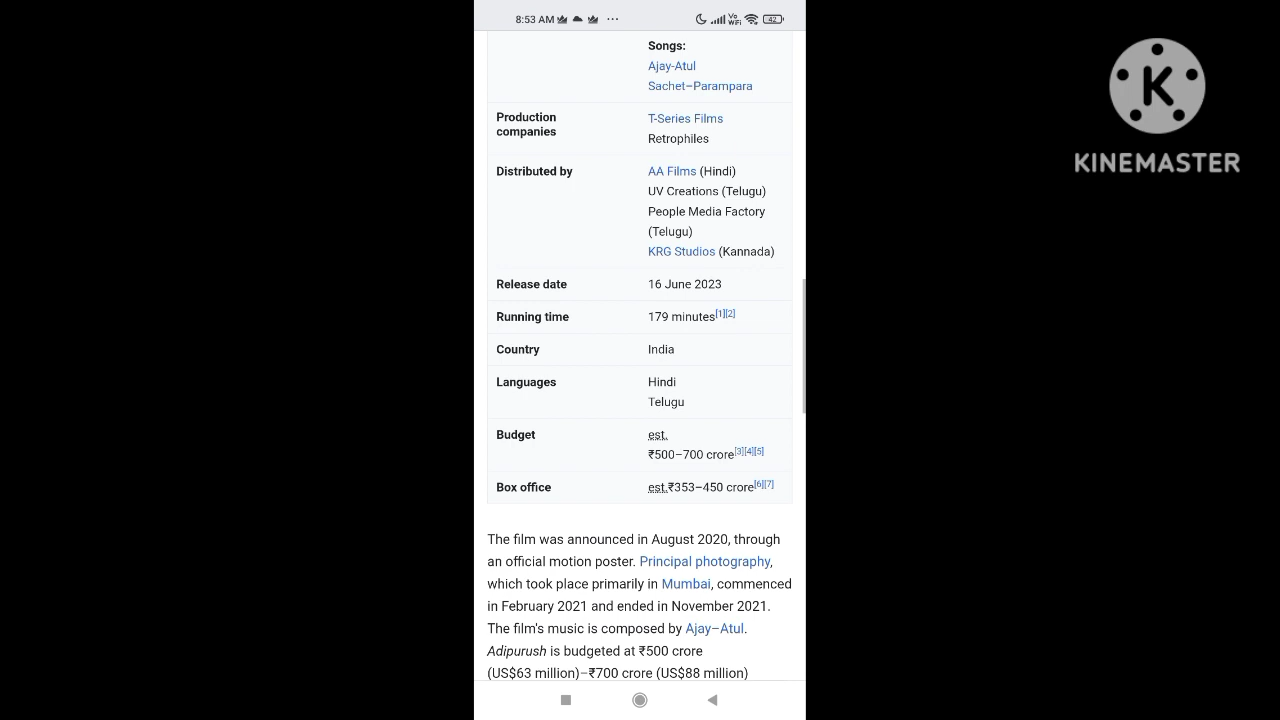 8:53 AM
Vo
WiFi
42
K
KINEMASTER
Songs:
Ajay-Atul
Sachet–Parampara
Production
companies
T-Series Films
Retrophiles
Distributed by
AA Films (Hindi)
UV Creations (Telugu)
People Media Factory
(Telugu)
KRG Studios (Kannada)
Release date
16 June 2023
Running time
179 minutes[1][2]
Country
India
Languages
Hindi
Telugu
Budget
est.
₹500–700 crore[3][4][5]
Box office
est.₹353–450 crore[6][7]
The film was announced in August 2020, through
an official motion poster. Principal photography,
which took place primarily in Mumbai, commenced
in February 2021 and ended in November 2021.
The film's music is composed by Ajay–Atul.
Adipurush is budgeted at ₹500 crore
(US$63 million)–₹700 crore (US$88 million)